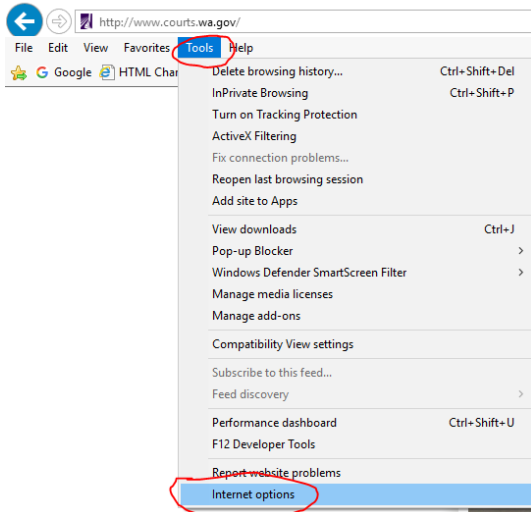 http://www.courts.wa.gov/
File Edit View Favorites Tools Help
Google HTML Char
Delete browsing history... Ctrl+Shift+Del
InPrivate Browsing Ctrl+Shift+P
Turn on Tracking Protection
ActiveX Filtering
Fix connection problems...
Reopen last browsing session
Add site to Apps
View downloads Ctrl+J
Pop-up Blocker
Windows Defender SmartScreen Filter
Manage media licenses
Manage add-ons
Compatibility View settings
Subscribe to this feed...
Feed discovery
Performance dashboard Ctrl+Shift+U
F12 Developer Tools
Report website problems
Internet options